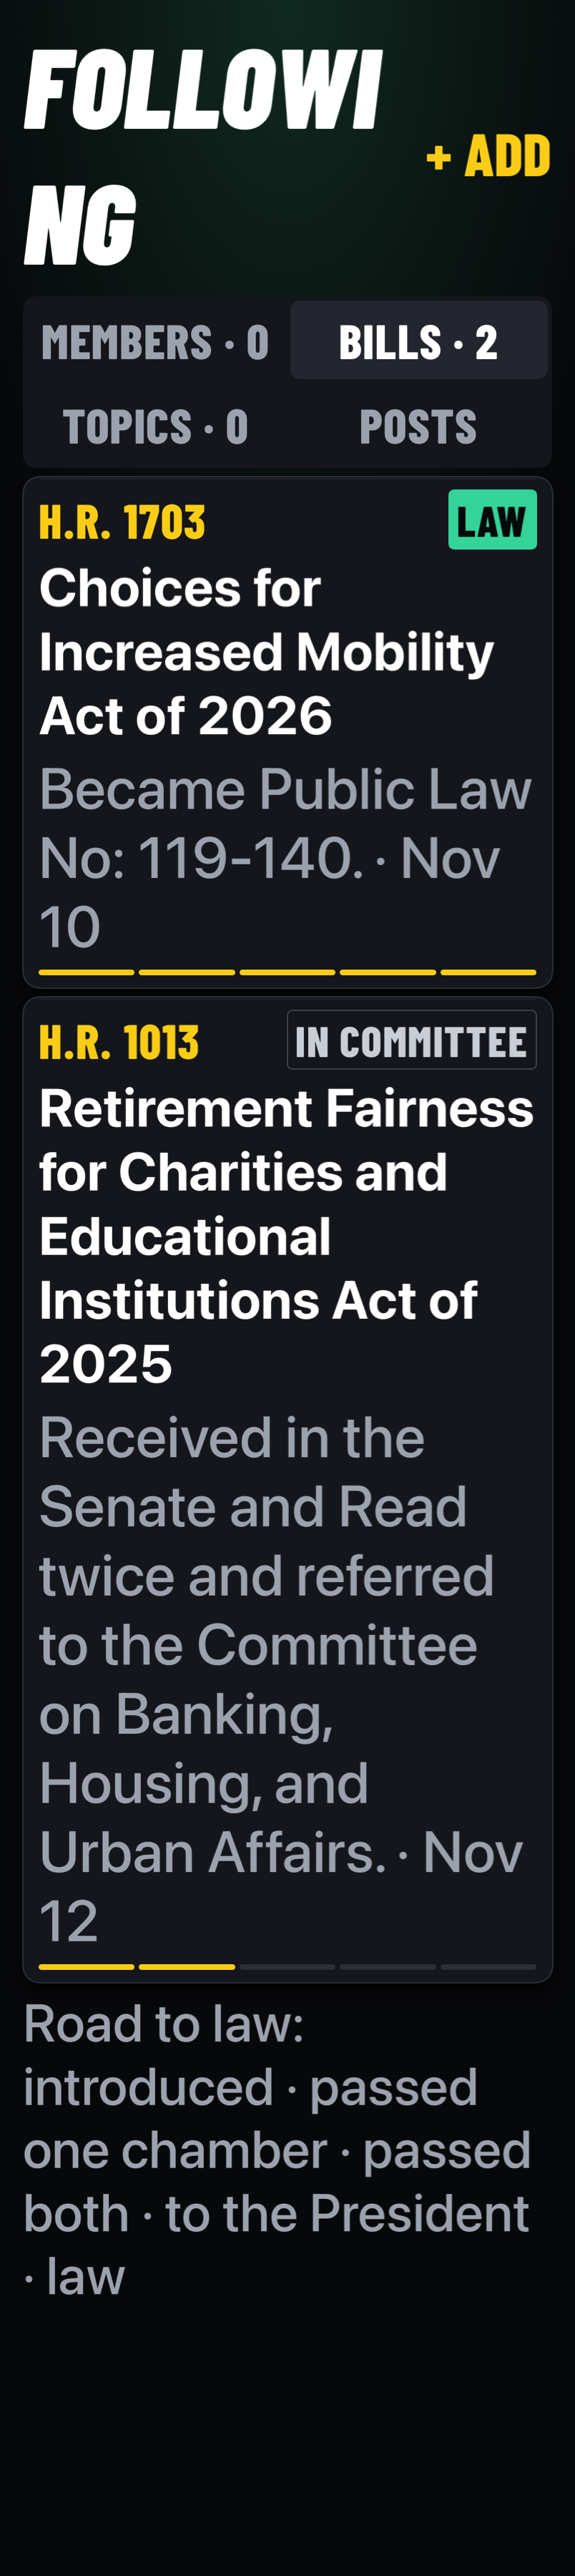 FOLLOWI
NG
+ ADD
MEMBERS · 0
BILLS · 2
TOPICS · 0
POSTS
H.R. 1703
LAW
Choices for
Increased Mobility
Act of 2026
Became Public Law
No: 119-140. · Nov
10
H.R. 1013
IN COMMITTEE
Retirement Fairness
for Charities and
Educational
Institutions Act of
2025
Received in the
Senate and Read
twice and referred
to the Committee
on Banking,
Housing, and
Urban Affairs. · Nov
12
Road to law:
introduced · passed
one chamber · passed
both · to the President
· law